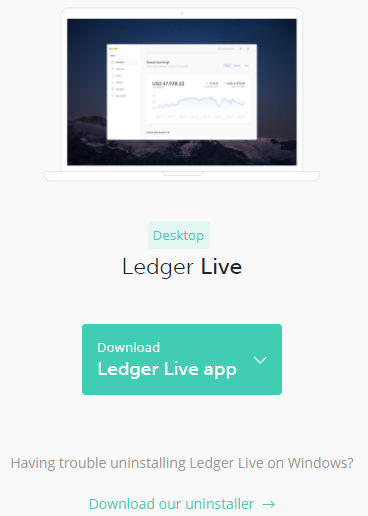 Good morning!
USD 47,938.22
Desktop
Ledger Live
Download
Ledger Live app
Having trouble uninstalling Ledger Live on Windows?
Download our uninstaller →